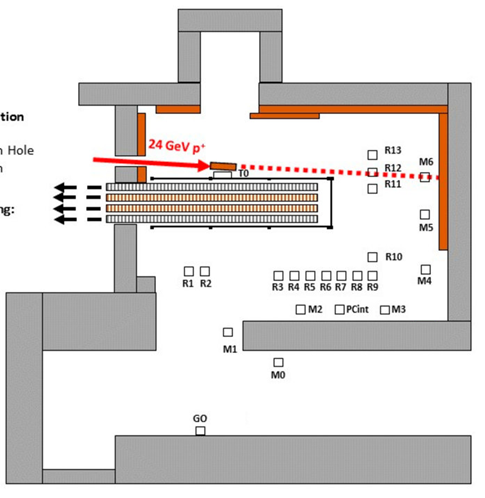 tion
Hole
24 GeV p⁺
T0
ng:
R13
R12
M6
R11
M5
R10
M4
R1 R2
R3 R4 R5 R6 R7 R8 R9
M2 PCint M3
M1
M0
GO